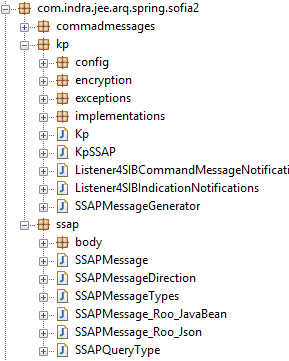 com.indra.jee.arq.spring.sofia2
commadmessages
kp
config
encryption
exceptions
implementations
Kp
KpSSAP
Listener4SIBCommandMessageNotificati
Listener4SIBIndicationNotifications
SSAPMessageGenerator
ssap
body
SSAPMessage
SSAPMessageDirection
SSAPMessageTypes
SSAPMessage_Roo_JavaBean
SSAPMessage_Roo_Json
SSAPQueryType